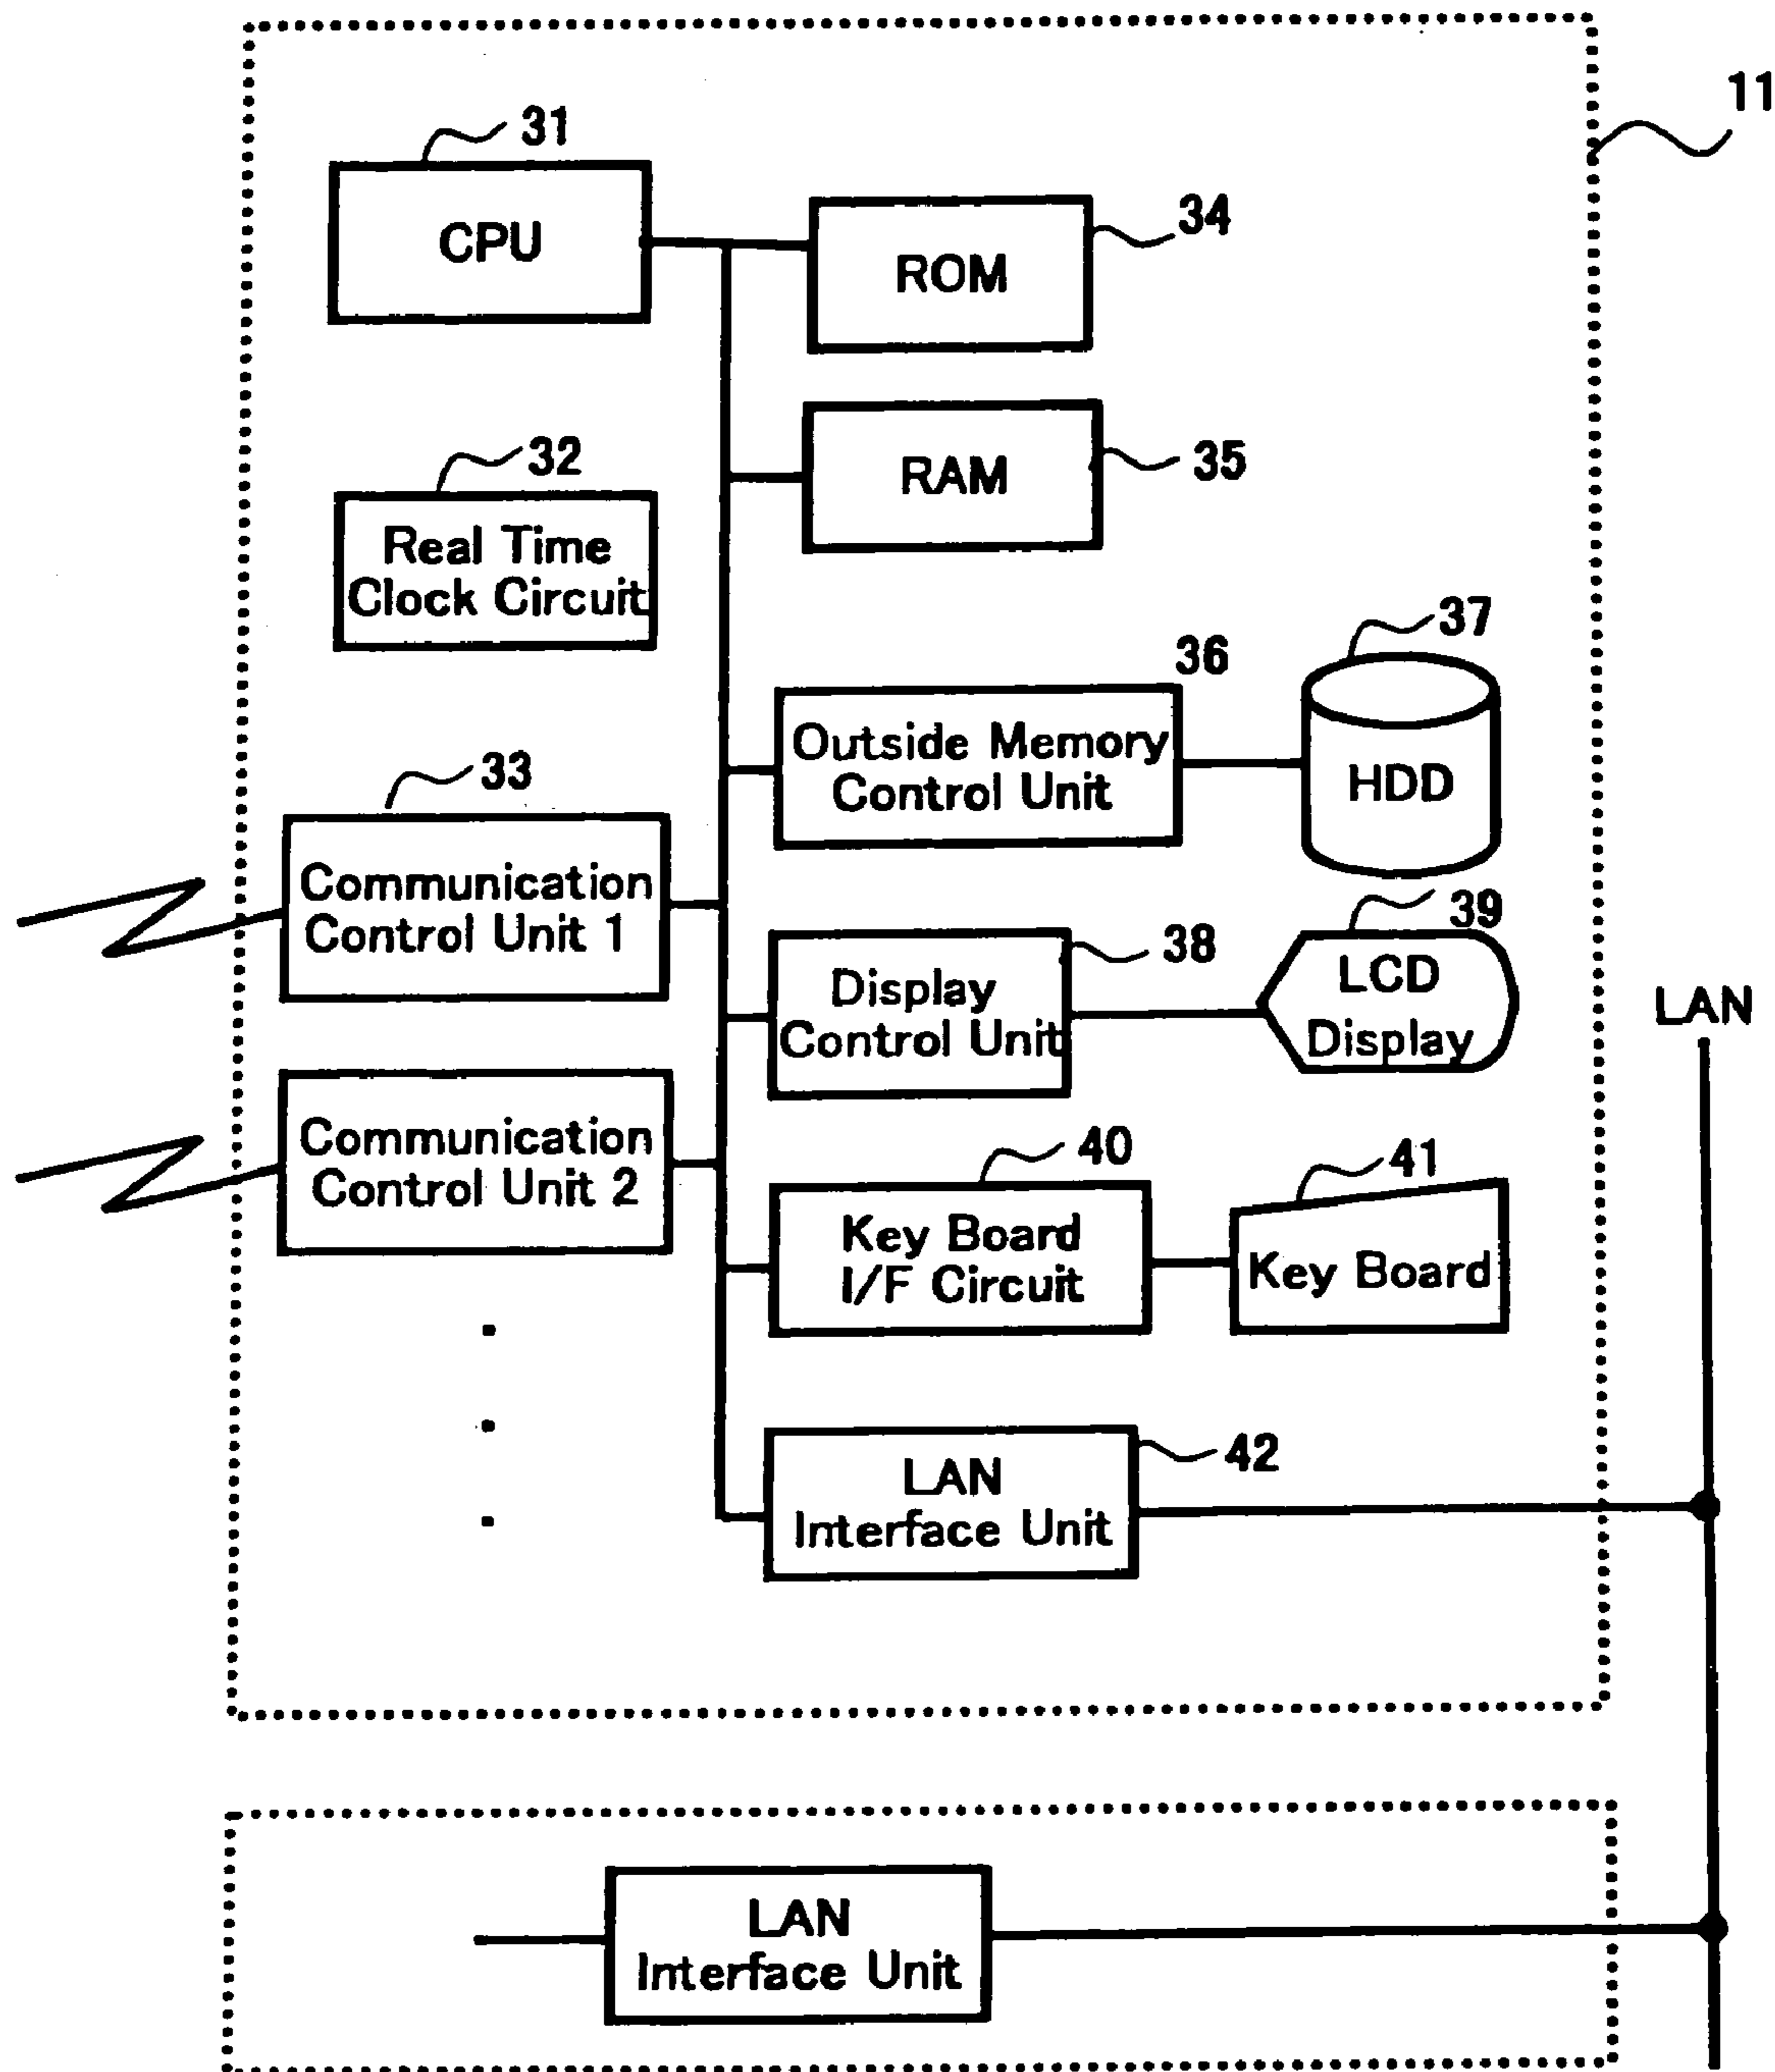 11
31
CPU
34
ROM
35
RAM
32
Real Time
Clock Circuit
37
HDD
36
Outside Memory
Control Unit
33
Communication
Control Unit 1
39
LCD
Display
38
Display
Control Unit
LAN
Communication
Control Unit 2
40
Key Board
I/F Circuit
41
Key Board
42
LAN
Interface Unit
LAN
Interface Unit